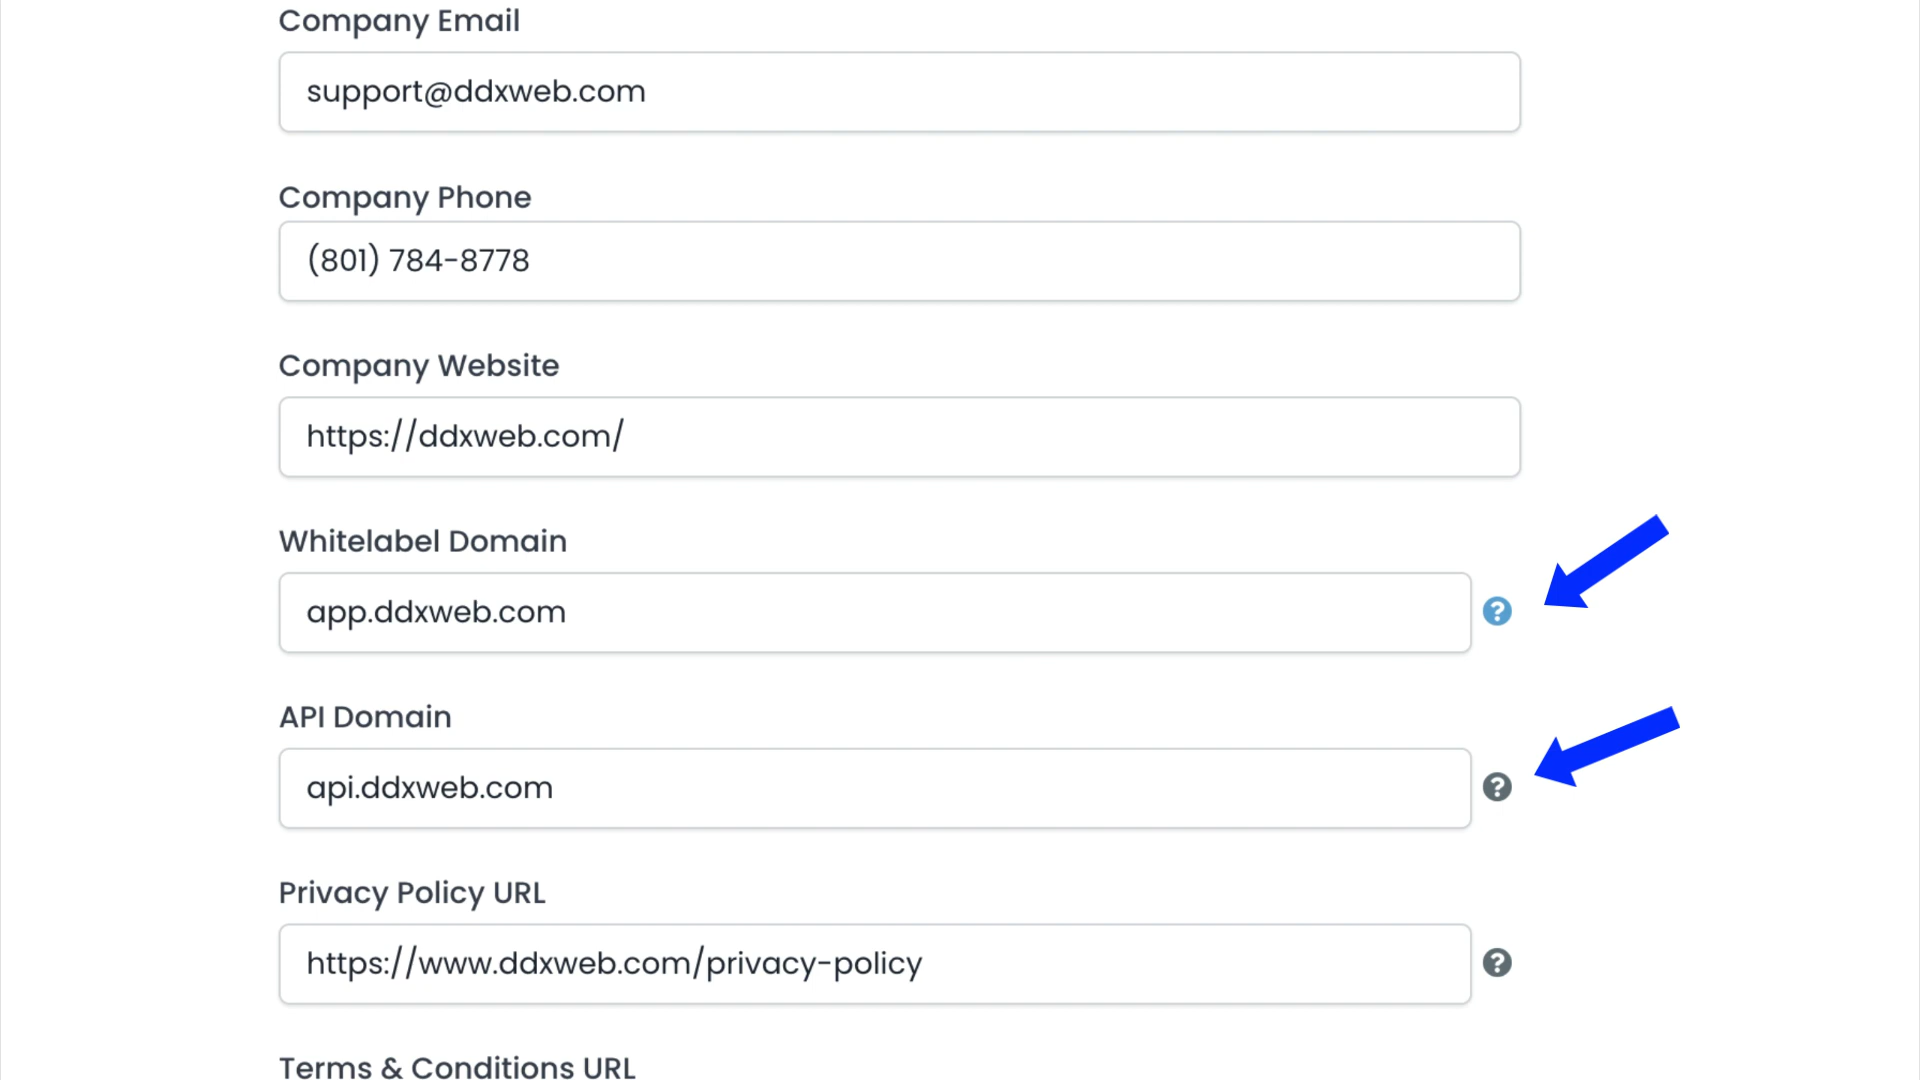 Company Email
support@ddxweb.com
Company Phone
(801) 784-8778
Company Website
https://ddxweb.com/
Whitelabel Domain
app.ddxweb.com
?
API Domain
api.ddxweb.com
?
Privacy Policy URL
https://www.ddxweb.com/privacy-policy
?
Terms & Conditions URL